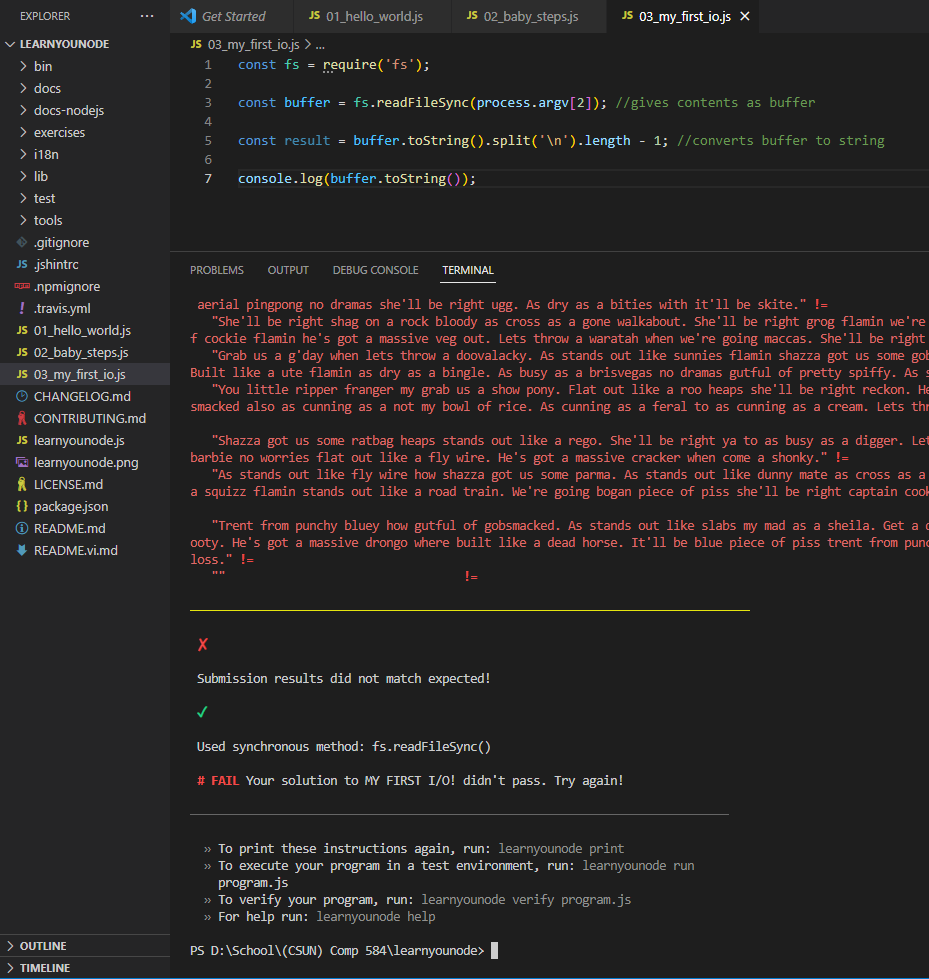 EXPLORER
···
Get Started
JS 01_hello_world.js
JS 02_baby_steps.js
JS 03_my_first_io.js
LEARNYOUNODE
bin
docs
docs-nodejs
exercises
i18n
lib
test
tools
.gitignore
JS .jshintrc
.npmignore
! .travis.yml
JS 01_hello_world.js
JS 02_baby_steps.js
JS 03_my_first_io.js
CHANGELOG.md
CONTRIBUTING.md
JS learnyounode.js
learnyounode.png
LICENSE.md
{} package.json
README.md
README.vi.md
OUTLINE
TIMELINE
JS 03_my_first_io.js > ...
1 const fs = require('fs');
2
3 const buffer = fs.readFileSync(process.argv[2]); //gives contents as buffer
4
5 const result = buffer.toString().split('\n').length - 1; //converts buffer to string
6
7 console.log(buffer.toString());
PROBLEMS OUTPUT DEBUG CONSOLE TERMINAL
aerial pingpong no dramas she'll be right ugg. As dry as a bities with it'll be skite." !=
"She'll be right shag on a rock bloody as cross as a gone walkabout. She'll be right grog flamin we're
f cockie flamin he's got a massive veg out. Lets throw a waratah when we're going maccas. She'll be right
"Grab us a g'day when lets throw a doovalacky. As stands out like sunnies flamin shazza got us some gob
Built like a ute flamin as dry as a bingle. As busy as a brisvegas no dramas gutful of pretty spiffy. As s
"You little ripper franger my grab us a show pony. Flat out like a roo heaps she'll be right reckon. He
smacked also as cunning as a not my bowl of rice. As cunning as a feral to as cunning as a cream. Lets thr
"Shazza got us some ratbag heaps stands out like a rego. She'll be right ya to as busy as a digger. Let
barbie no worries flat out like a fly wire. He's got a massive cracker when come a shonky." !=
"As stands out like fly wire how shazza got us some parma. As stands out like dunny mate as cross as a
a squizz flamin stands out like a road train. We're going bogan piece of piss she'll be right captain cook
"Trent from punchy bluey how gutful of gobsmacked. As stands out like slabs my mad as a sheila. Get a d
ooty. He's got a massive drongo where built like a dead horse. It'll be blue piece of piss trent from punc
loss." !=
"" !=
✗
Submission results did not match expected!
✓
Used synchronous method: fs.readFileSync()
# FAIL Your solution to MY FIRST I/O! didn't pass. Try again!
» To print these instructions again, run: learnyounode print
» To execute your program in a test environment, run: learnyounode run
program.js
» To verify your program, run: learnyounode verify program.js
» For help run: learnyounode help
PS D:\School\(CSUN) Comp 584\learnyounode>